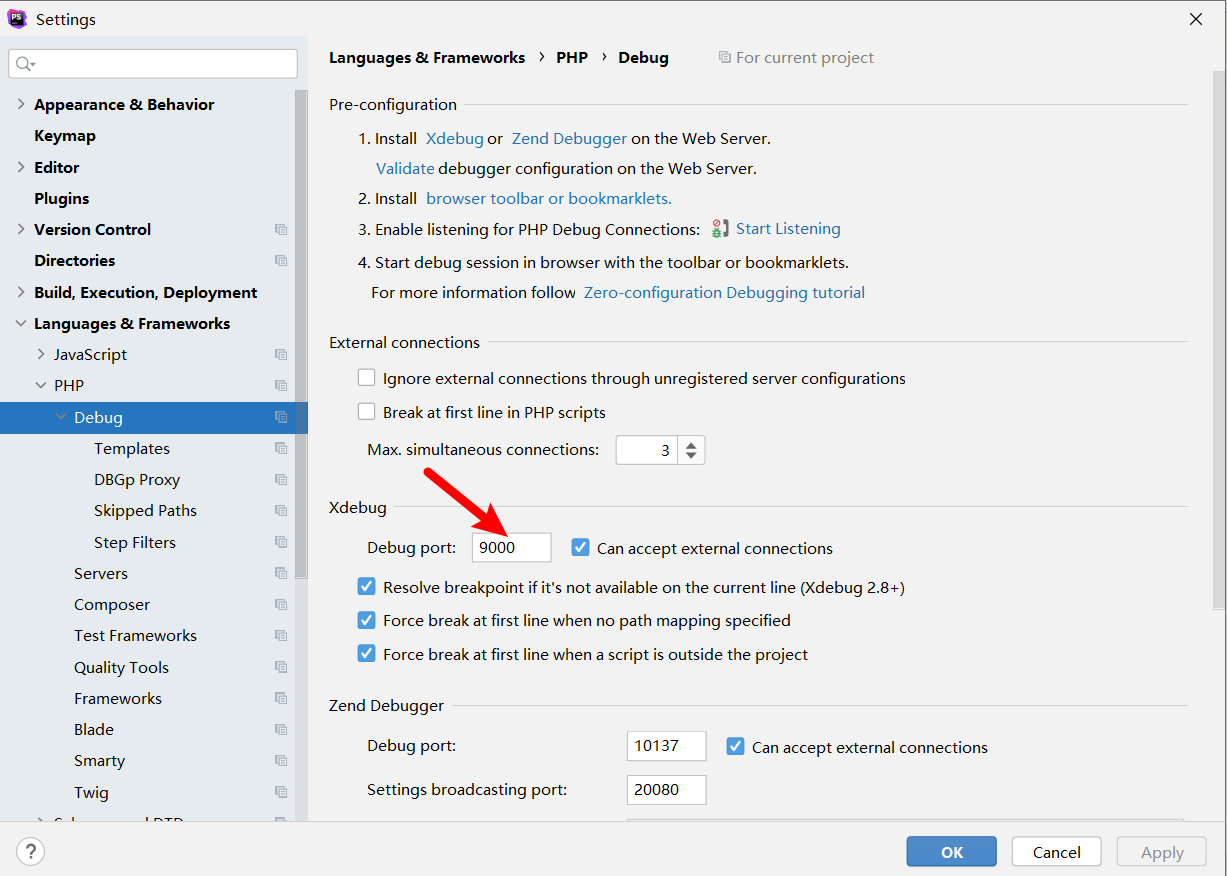 PS
Settings
Appearance & Behavior
Keymap
Editor
Plugins
Version Control
Directories
Build, Execution, Deployment
Languages & Frameworks
JavaScript
PHP
Debug
Templates
DBGp Proxy
Skipped Paths
Step Filters
Servers
Composer
Test Frameworks
Quality Tools
Frameworks
Blade
Smarty
Twig
Languages & Frameworks › PHP › Debug For current project
Pre-configuration
1. Install Xdebug or Zend Debugger on the Web Server.
Validate debugger configuration on the Web Server.
2. Install browser toolbar or bookmarklets.
3. Enable listening for PHP Debug Connections: Start Listening
4. Start debug session in browser with the toolbar or bookmarklets.
For more information follow Zero-configuration Debugging tutorial
External connections
Ignore external connections through unregistered server configurations
Break at first line in PHP scripts
Max. simultaneous connections: 3
Xdebug
Debug port: 9000 Can accept external connections
Resolve breakpoint if it's not available on the current line (Xdebug 2.8+)
Force break at first line when no path mapping specified
Force break at first line when a script is outside the project
Zend Debugger
Debug port: 10137 Can accept external connections
Settings broadcasting port: 20080
? OK Cancel Apply